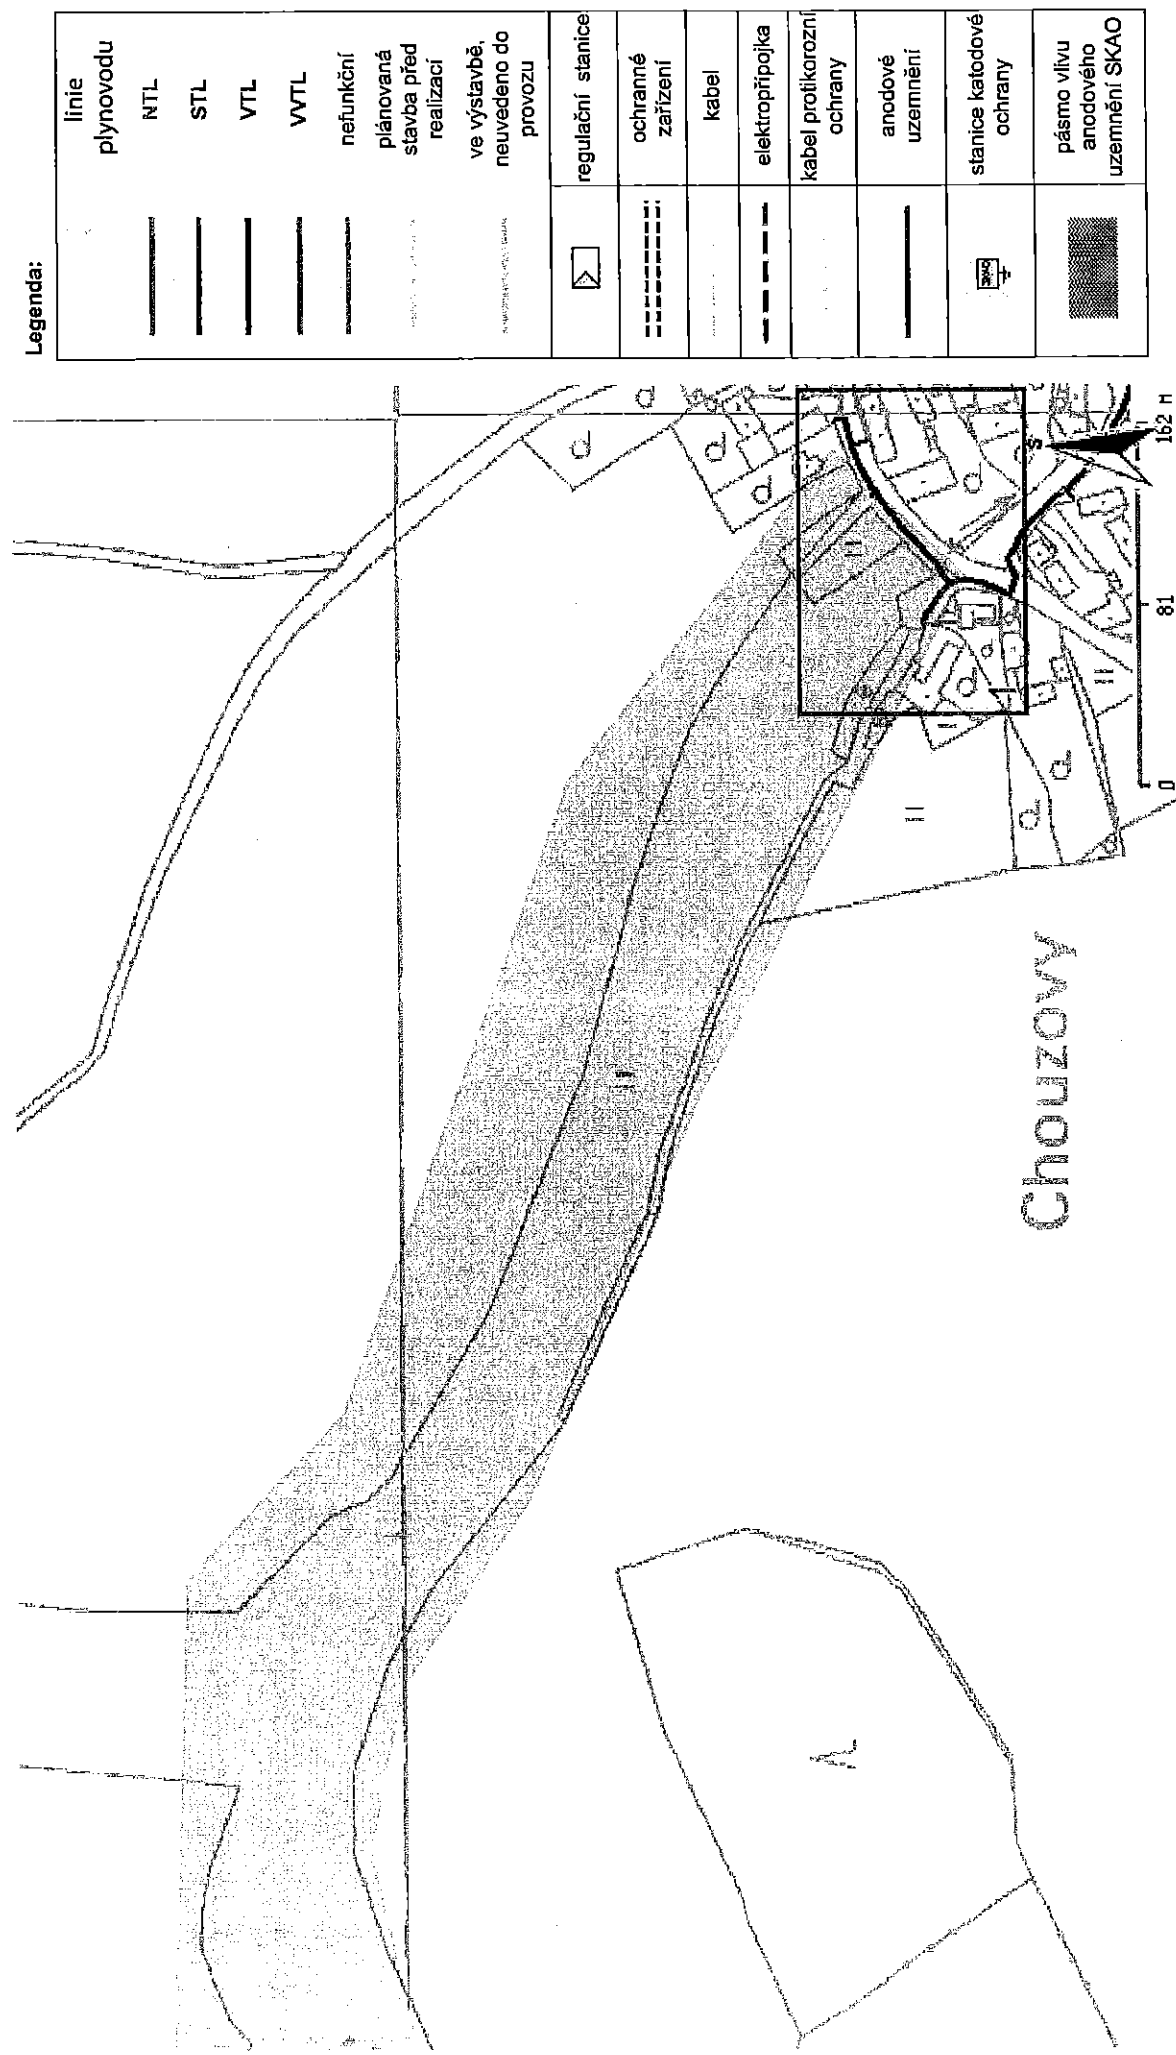 Legenda:
linie
plynovodu
NTL
STL
VTL
VVTL
nefunkční
plánovaná
stavba před
realizací
ve výstavbě,
neuvedeno do
provozu
regulační stanice
ochranné
zařízení
kabel
elektropřípojka
kabel protikorozní
ochrany
anodové
uzemnění
SKAO
stanice katodové
ochrany
pásmo vlivu
anodového
uzemnění SKAO
Chouzovy
S
0 81 162 M